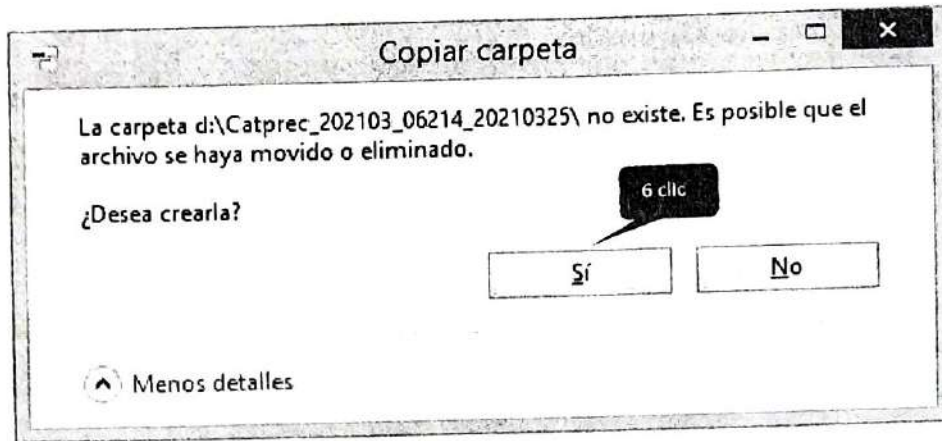 Copiar carpeta
La carpeta d:\Catprec_202103_06214_20210325\ no existe. Es posible que el
archivo se haya movido o eliminado.
¿Desea crearla?
6 clic
Sí
No
Menos detalles